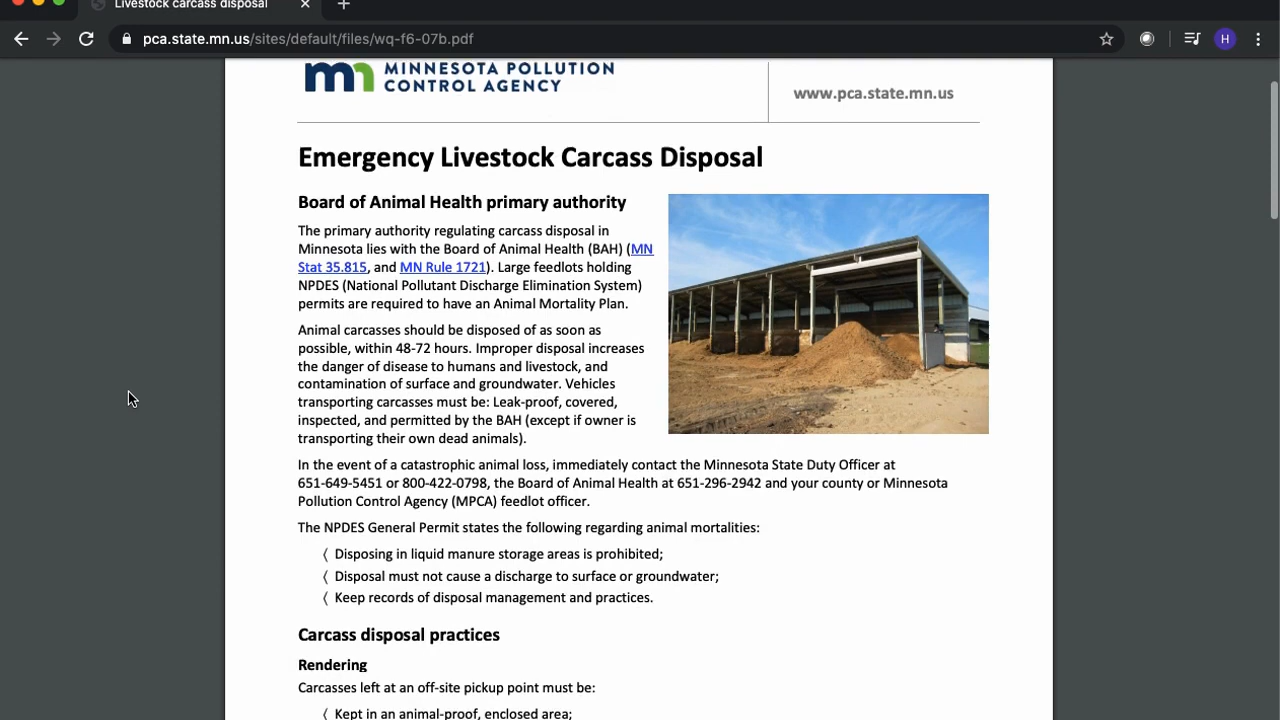 Livestock carcass disposal
pca.state.mn.us/sites/default/files/wq-f6-07b.pdf
H
mn MINNESOTA POLLUTION
CONTROL AGENCY
www.pca.state.mn.us
Emergency Livestock Carcass Disposal
Board of Animal Health primary authority
The primary authority regulating carcass disposal in
Minnesota lies with the Board of Animal Health (BAH) (MN
Stat 35.815, and MN Rule 1721). Large feedlots holding
NPDES (National Pollutant Discharge Elimination System)
permits are required to have an Animal Mortality Plan.
Animal carcasses should be disposed of as soon as
possible, within 48-72 hours. Improper disposal increases
the danger of disease to humans and livestock, and
contamination of surface and groundwater. Vehicles
transporting carcasses must be: Leak-proof, covered,
inspected, and permitted by the BAH (except if owner is
transporting their own dead animals).
In the event of a catastrophic animal loss, immediately contact the Minnesota State Duty Officer at
651-649-5451 or 800-422-0798, the Board of Animal Health at 651-296-2942 and your county or Minnesota
Pollution Control Agency (MPCA) feedlot officer.
The NPDES General Permit states the following regarding animal mortalities:
⟨ Disposing in liquid manure storage areas is prohibited;
⟨ Disposal must not cause a discharge to surface or groundwater;
⟨ Keep records of disposal management and practices.
Carcass disposal practices
Rendering
Carcasses left at an off-site pickup point must be:
⟨ Kept in an animal-proof, enclosed area;